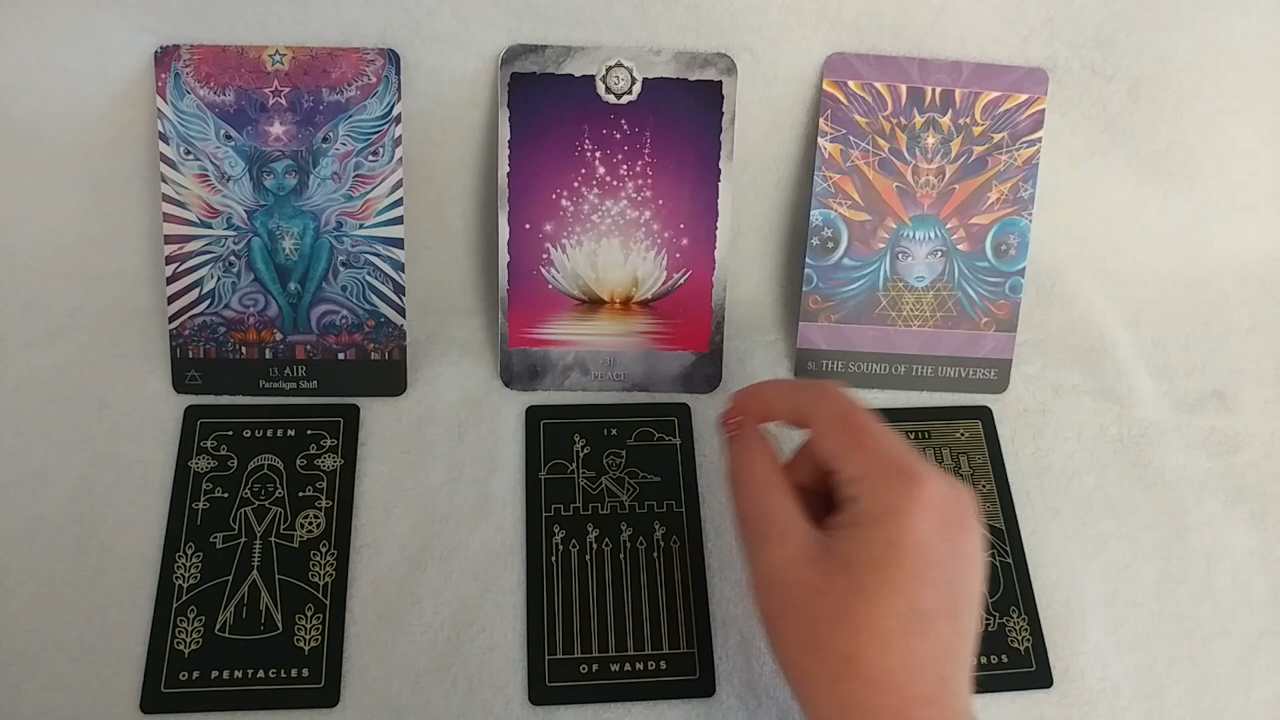 13. AIR
Paradigm Shift
· 31 ·
PEACE
51. THE SOUND OF THE UNIVERSE
QUEEN
OF PENTACLES
IX
OF WANDS
VII
ORDS